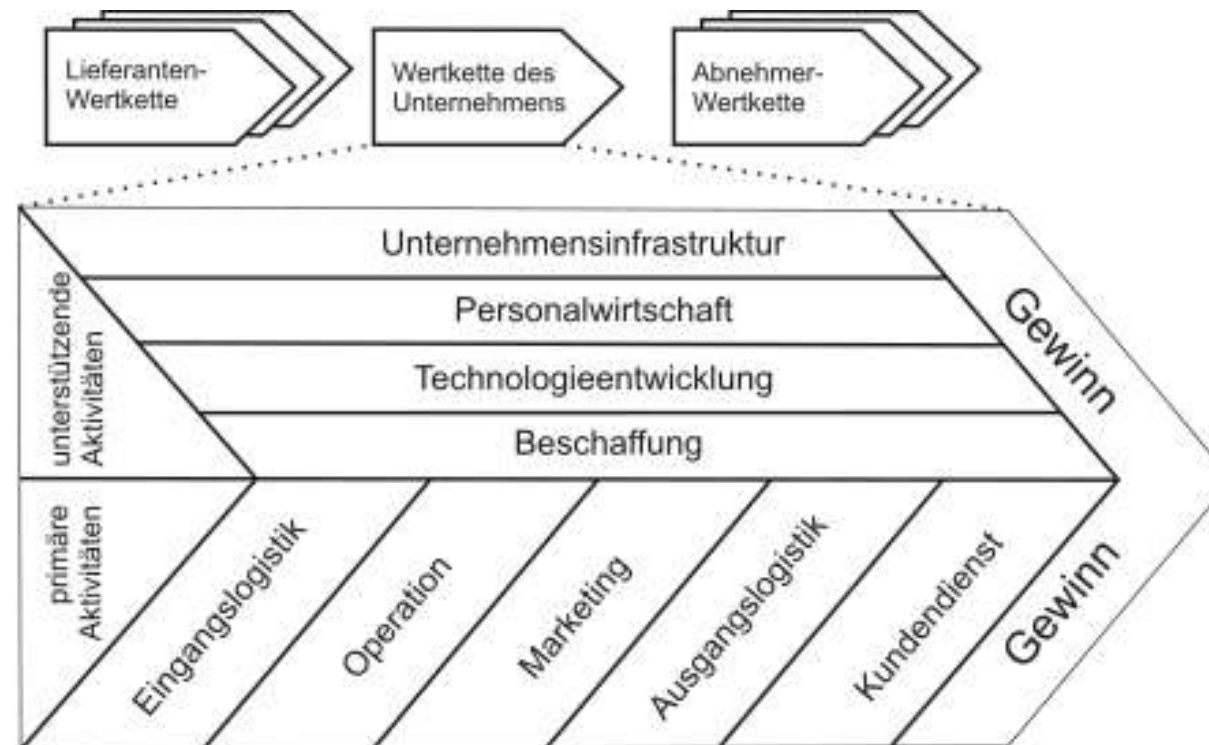 Lieferanten-
Wertkette
Wertkette des
Unternehmens
Abnehmer-
Wertkette
unterstützende
Aktivitäten
Unternehmensinfrastruktur
Personalwirtschaft
Technologieentwicklung
Beschaffung
Gewinn
primäre
Aktivitäten
Eingangslogistik
Operation
Marketing
Ausgangslogistik
Kundendienst
Gewinn